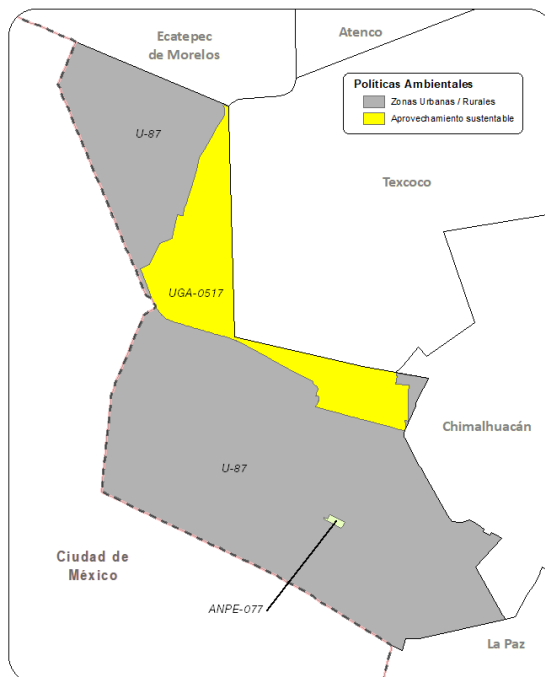 Ecatepec
de Morelos
Atenco
Políticas Ambientales
Zonas Urbanas / Rurales
Aprovechamiento sustentable
U-87
Texcoco
UGA-0517
Chimalhuacán
U-87
Ciudad de
México
ANPE-077
La Paz